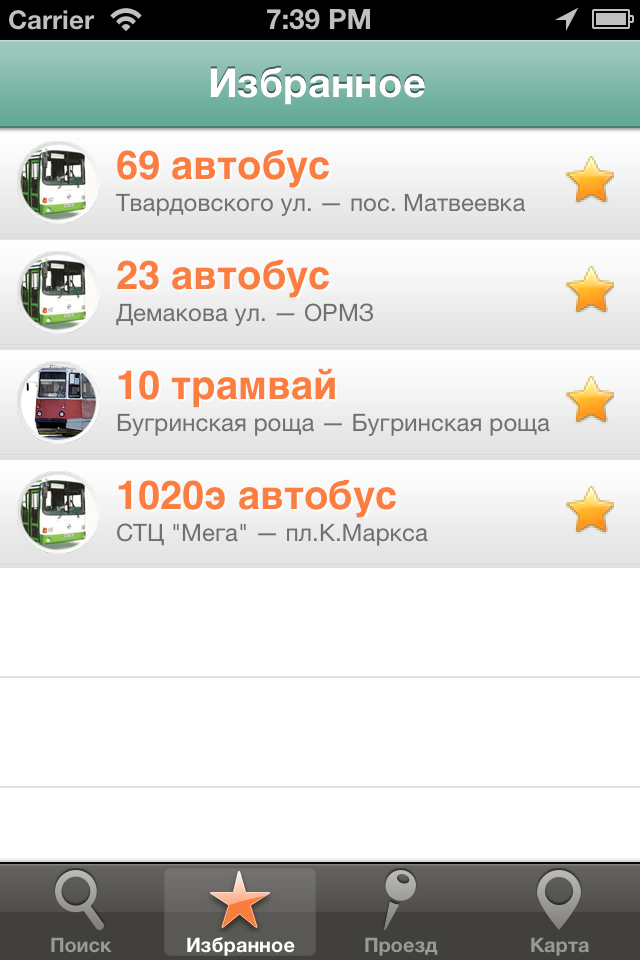 Carrier 7:39 PM
Избранное
69 автобус
Твардовского ул. — пос. Матвеевка
23 автобус
Демакова ул. — ОРМЗ
10 трамвай
Бугринская роща — Бугринская роща
1020э автобус
СТЦ "Мега" — пл.К.Маркса
Поиск Избранное Проезд Карта